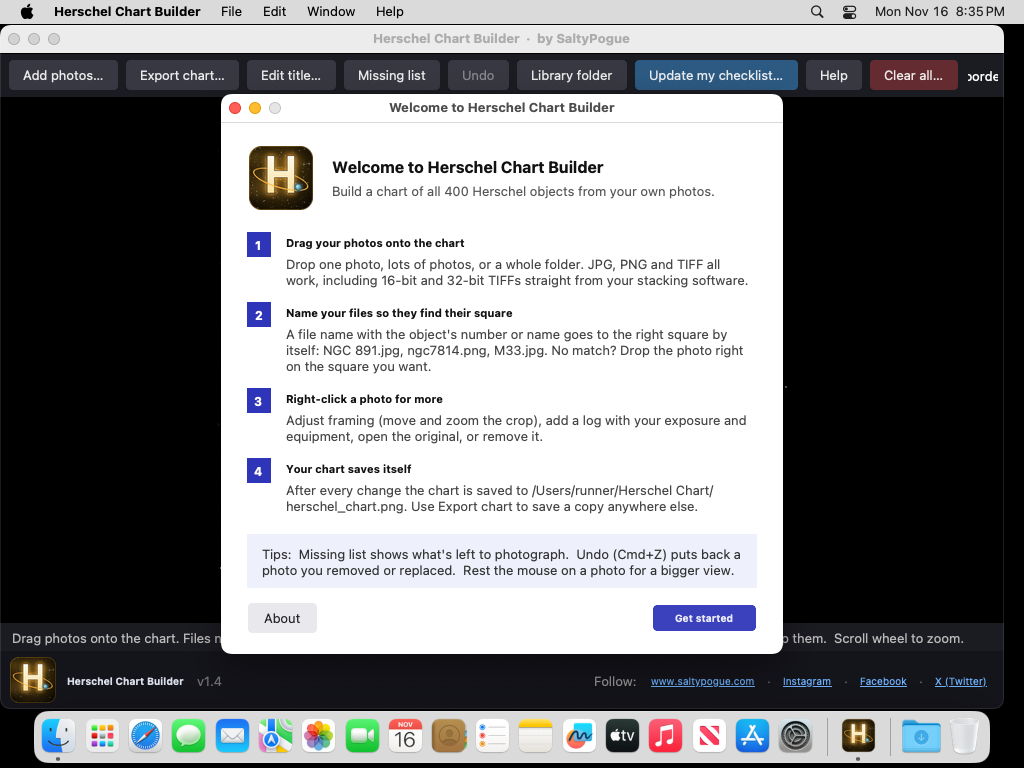 Herschel Chart Builder File Edit Window Help Mon Nov 16 8:35 PM
Herschel Chart Builder · by SaltyPogue
Add photos... Export chart... Edit title... Missing list Undo Library folder Update my checklist... Help Clear all...
Welcome to Herschel Chart Builder
H
Welcome to Herschel Chart Builder
Build a chart of all 400 Herschel objects from your own photos.
1 Drag your photos onto the chart
Drop one photo, lots of photos, or a whole folder. JPG, PNG and TIFF all
work, including 16-bit and 32-bit TIFFs straight from your stacking software.
2 Name your files so they find their square
A file name with the object's number or name goes to the right square by
itself: NGC 891.jpg, ngc7814.png, M33.jpg. No match? Drop the photo right
on the square you want.
3 Right-click a photo for more
Adjust framing (move and zoom the crop), add a log with your exposure and
equipment, open the original, or remove it.
4 Your chart saves itself
After every change the chart is saved to /Users/runner/Herschel Chart/
herschel_chart.png. Use Export chart to save a copy anywhere else.
Tips: Missing list shows what's left to photograph. Undo (Cmd+Z) puts back a
photo you removed or replaced. Rest the mouse on a photo for a bigger view.
About Get started
Drag photos onto the chart. Files them. Scroll wheel to zoom.
H Herschel Chart Builder v1.4 Follow: www.saltypogue.com · Instagram · Facebook · X (Twitter)
NOV
16
tv
H